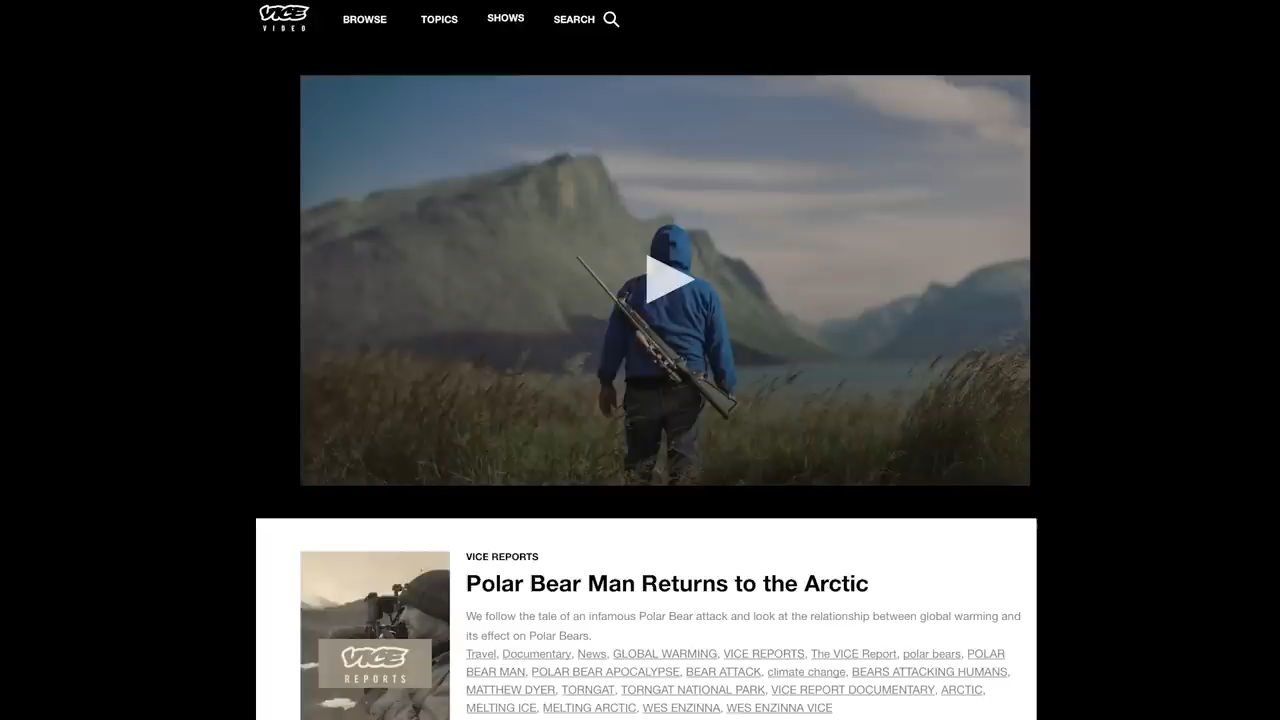 VICE
VIDEO
BROWSE TOPICS SHOWS SEARCH
VICE REPORTS
Polar Bear Man Returns to the Arctic
We follow the tale of an infamous Polar Bear attack and look at the relationship between global warming and
its effect on Polar Bears.
Travel, Documentary, News, GLOBAL WARMING, VICE REPORTS, The VICE Report, polar bears, POLAR
BEAR MAN, POLAR BEAR APOCALYPSE, BEAR ATTACK, climate change, BEARS ATTACKING HUMANS,
MATTHEW DYER, TORNGAT, TORNGAT NATIONAL PARK, VICE REPORT DOCUMENTARY, ARCTIC,
MELTING ICE, MELTING ARCTIC, WES ENZINNA, WES ENZINNA VICE
VICE
REPORTS